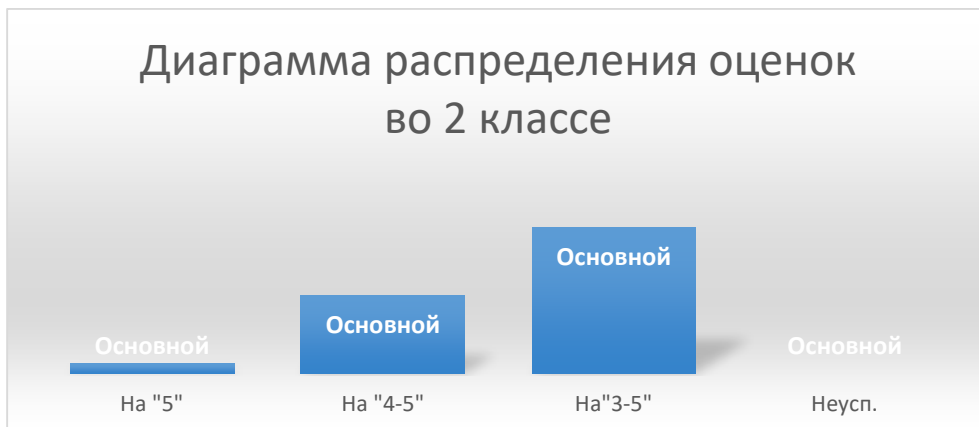 Диаграмма распределения оценок
во 2 классе
Основной
Основной
Основной
Основной
На "5"
На "4-5"
На"3-5"
Неусп.